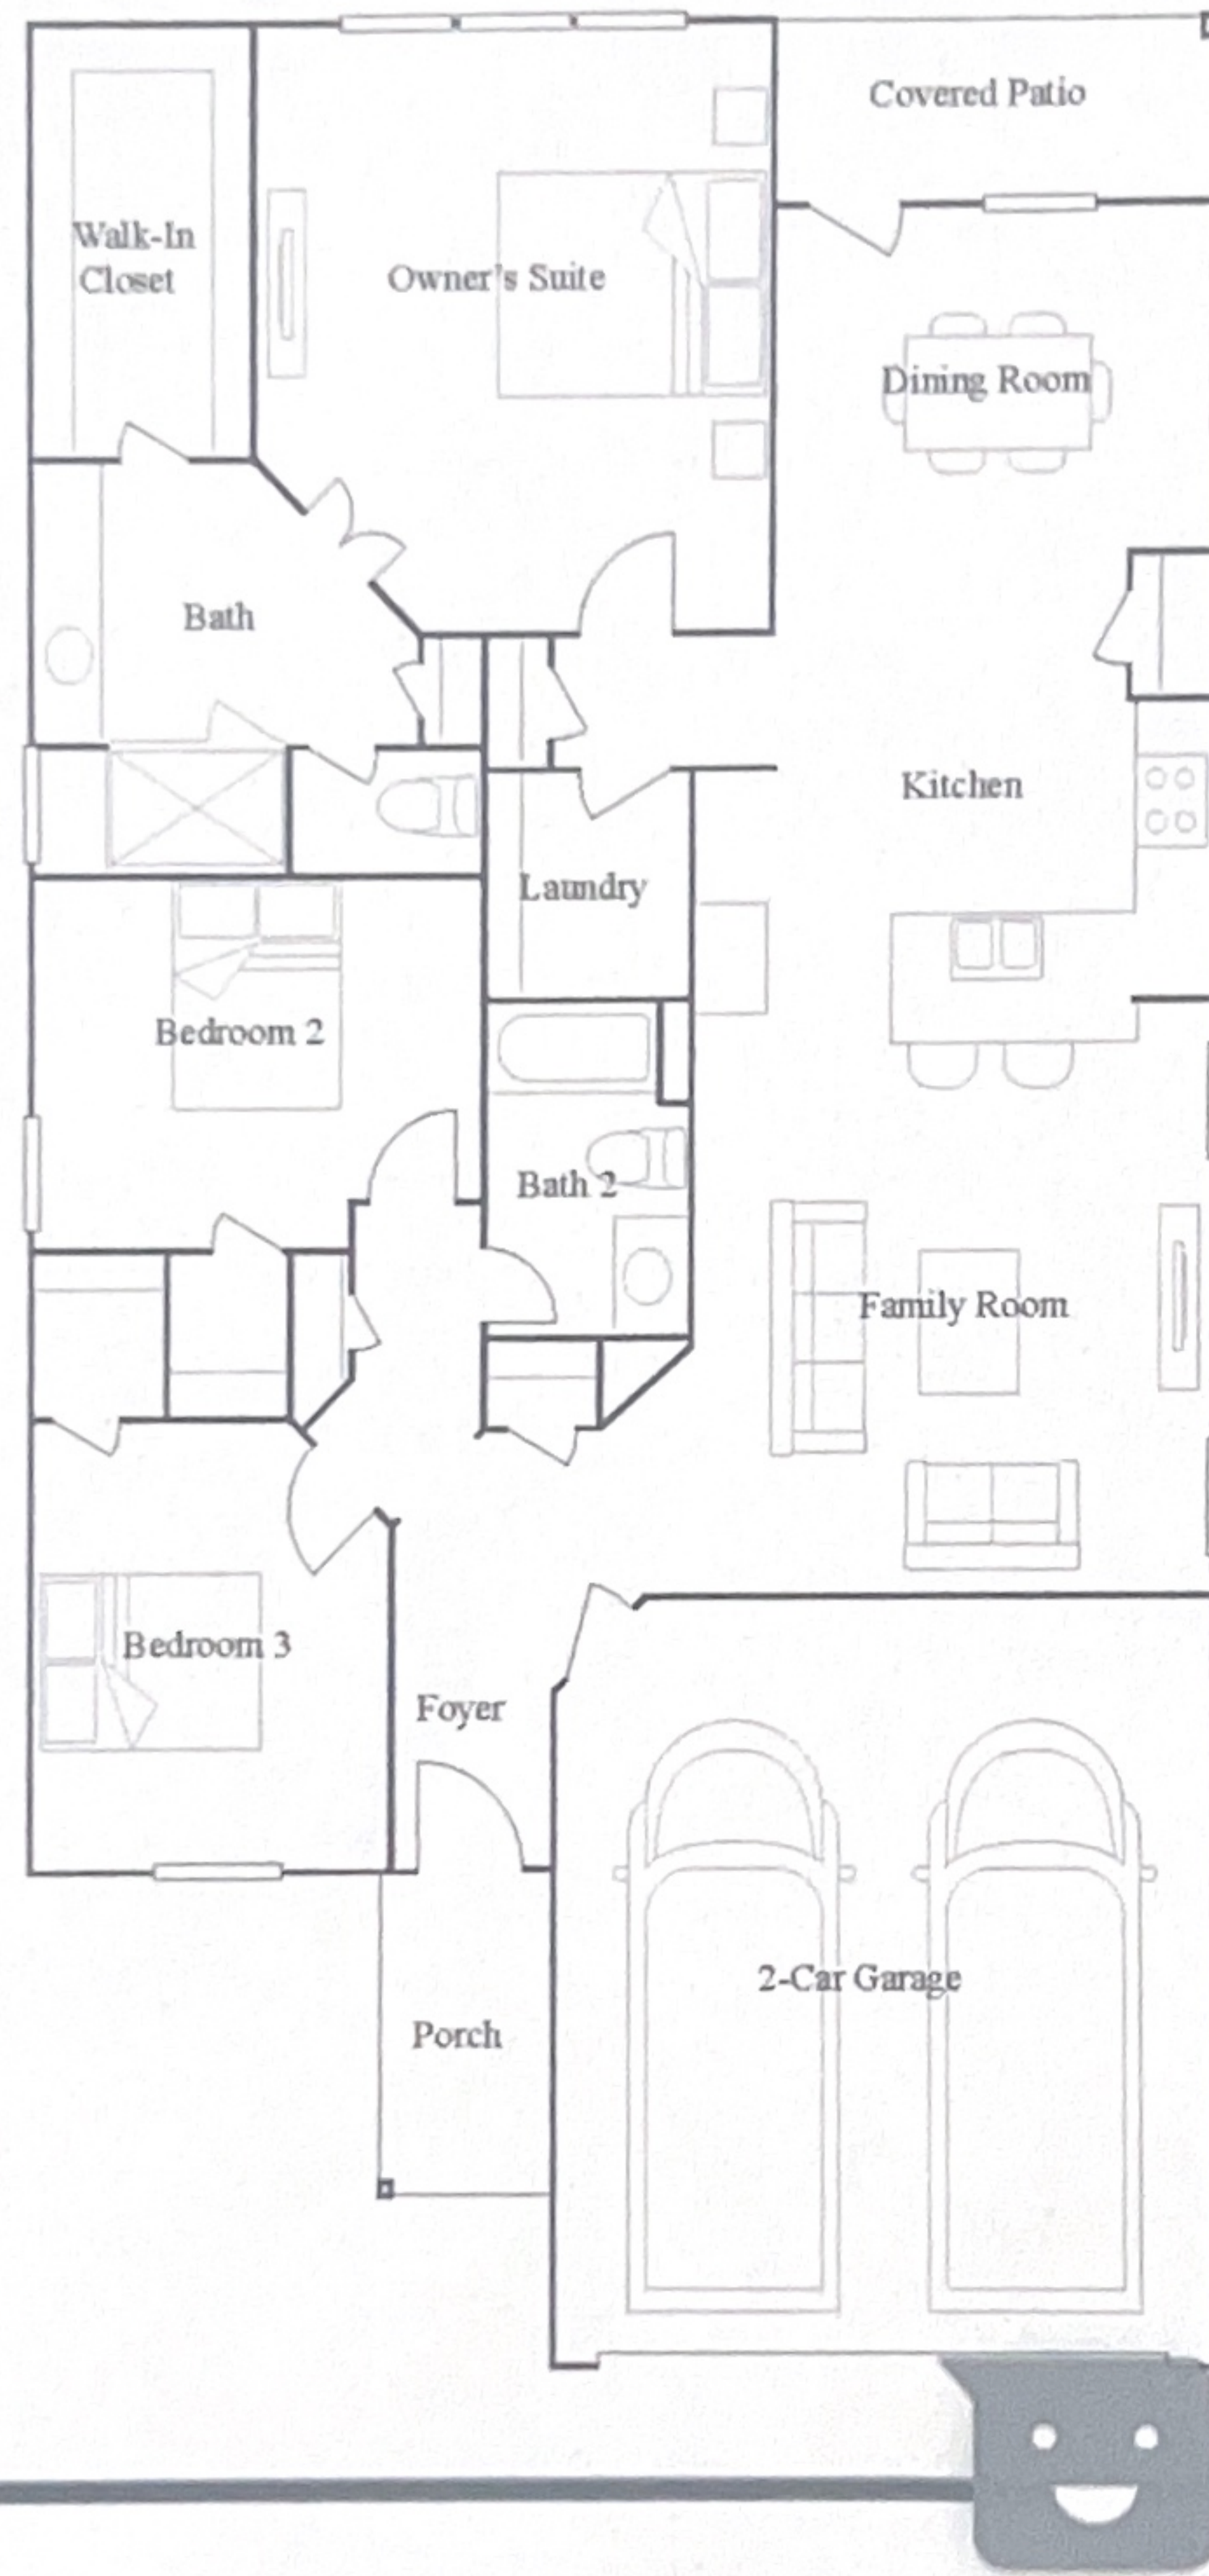 Covered Patio
Walk-In
Closet
Owner's Suite
Dining Room
Bath
Kitchen
Laundry
Bedroom 2
Bath 2
Family Room
Bedroom 3
Foyer
2-Car Garage
Porch